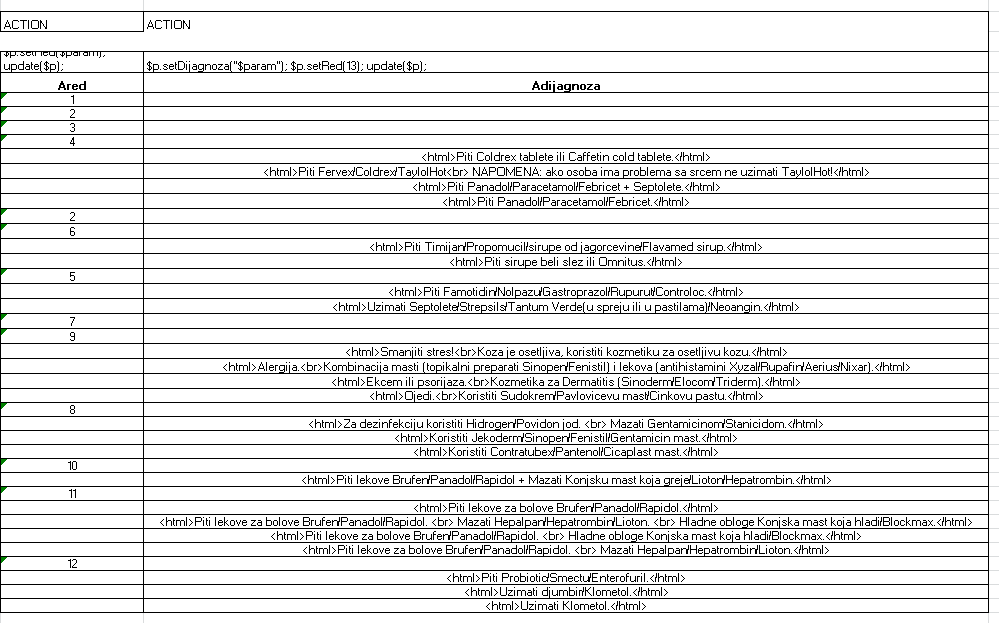 ACTION ACTION
$p.setRed($param);
update($p); $p.setDijagnoza("$param"); $p.setRed(13); update($p);
Ared Adijagnoza
1
2
3
4
<html>Piti Coldrex tablete ili Caffetin cold tablete.</html>
<html>Piti Fervex/Coldrex/TaylolHot<br> NAPOMENA: ako osoba ima problema sa srcem ne uzimati TaylolHot!</html>
<html>Piti Panadol/Paracetamol/Febricet + Septolete.</html>
<html>Piti Panadol/Paracetamol/Febricet.</html>
2
6
<html>Piti Timijan/Propomucil/sirupe od jagorcevine/Flavamed sirup.</html>
<html>Piti sirupe beli slez ili Omnitus.</html>
5
<html>Piti Famotidin/Nolpazu/Gastroprazol/Rupurut/Controloc.</html>
<html>Uzimati Septolete/Strepsils/Tantum Verde(u spreju ili u pastilama)/Neoangin.</html>
7
9
<html>Smanjiti stres!<br>Koza je osetljiva, koristiti kozmetiku za osetljivu kozu.</html>
<html>Alergija.<br>Kombinacija masti (topikalni preparati Sinopen/Fenistil) i lekova (antihistamini Xyzal/Rupafin/Aerius/Nixar).</html>
<html>Ekcem ili psorijaza.<br>Kozmetika za Dermatitis (Sinoderm/Elocom/Triderm).</html>
<html>Ojedi.<br>Koristiti Sudokrem/Pavlovicevu mast/Cinkovu pastu.</html>
8
<html>Za dezinfekciju koristiti Hidrogen/Povidon jod. <br> Mazati Gentamicinom/Stanicidom.</html>
<html>Koristiti Jekoderm/Sinopen/Fenistil/Gentamicin mast.</html>
<html>Koristiti Contratubex/Pantenol/Cicaplast mast.</html>
10
<html>Piti lekove Brufen/Panadol/Rapidol + Mazati Konjsku mast koja greje/Lioton/Hepatrombin.</html>
11
<html>Piti lekove za bolove Brufen/Panadol/Rapidol.</html>
<html>Piti lekove za bolove Brufen/Panadol/Rapidol. <br> Mazati Hepalpan/Hepatrombin/Lioton. <br> Hladne obloge Konjska mast koja hladi/Blockmax.</html>
<html>Piti lekove za bolove Brufen/Panadol/Rapidol. <br> Hladne obloge Konjska mast koja hladi/Blockmax.</html>
<html>Piti lekove za bolove Brufen/Panadol/Rapidol. <br> Mazati Hepalpan/Hepatrombin/Lioton.</html>
12
<html>Piti Probiotic/Smectu/Enterofuril.</html>
<html>Uzimati djumbir/Klometol.</html>
<html>Uzimati Klometol.</html>